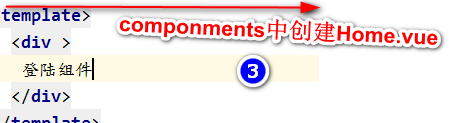 template>
componments中创建Home.vue
<div >
登陆组件
3
</div>
/template>